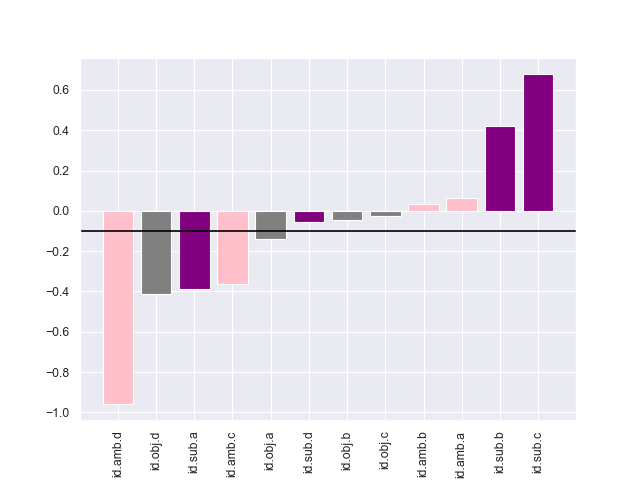 0.6
0.4
0.2
0.0
−0.2
−0.4
−0.6
−0.8
−1.0
id.amb.d
id.obj.d
id.sub.a
id.amb.c
id.obj.a
id.sub.d
id.obj.b
id.obj.c
id.amb.b
id.amb.a
id.sub.b
id.sub.c